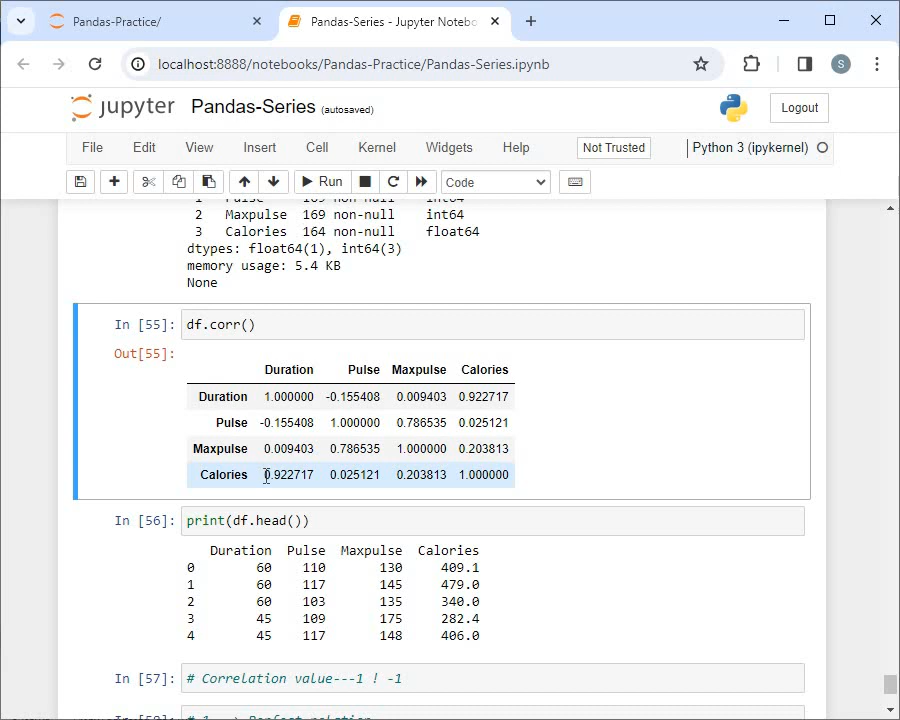 Pandas-Practice/
Pandas-Series - Jupyter Notebo
localhost:8888/notebooks/Pandas-Practice/Pandas-Series.ipynb
S
jupyter Pandas-Series (autosaved)
Logout
File Edit View Insert Cell Kernel Widgets Help Not Trusted Python 3 (ipykernel)
Run Code
1 Pulse 169 non-null int64
2 Maxpulse 169 non-null int64
3 Calories 164 non-null float64
dtypes: float64(1), int64(3)
memory usage: 5.4 KB
None
In [55]: df.corr()
Out[55]:
Duration Pulse Maxpulse Calories
Duration 1.000000 -0.155408 0.009403 0.922717
Pulse -0.155408 1.000000 0.786535 0.025121
Maxpulse 0.009403 0.786535 1.000000 0.203813
Calories 0.922717 0.025121 0.203813 1.000000
In [56]: print(df.head())
Duration Pulse Maxpulse Calories
0 60 110 130 409.1
1 60 117 145 479.0
2 60 103 135 340.0
3 45 109 175 282.4
4 45 117 148 406.0
In [57]: # Correlation value---1 ! -1